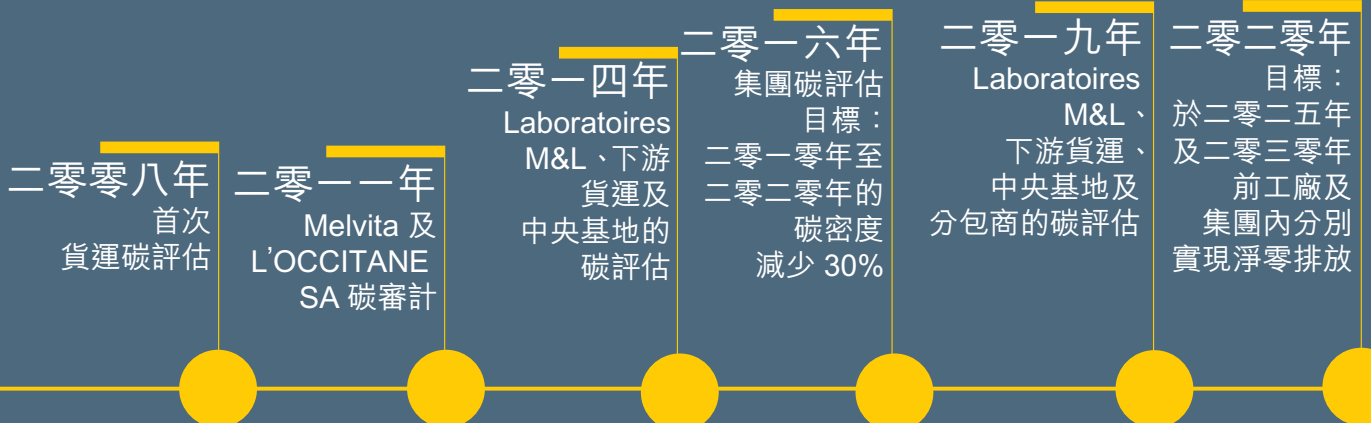 二零零八年
首次
貨運碳評估
二零一一年
Melvita 及
L’OCCITANE
SA 碳審計
二零一四年
Laboratoires
M&L、下游
貨運及
中央基地的
碳評估
二零一六年
集團碳評估
目標：
二零一零年至
二零二零年的
碳密度
減少 30%
二零一九年
Laboratoires
M&L、
下游貨運、
中央基地及
分包商的碳評估
二零二零年
目標：
於二零二五年
及二零三零年
前工廠及
集團內分別
實現淨零排放